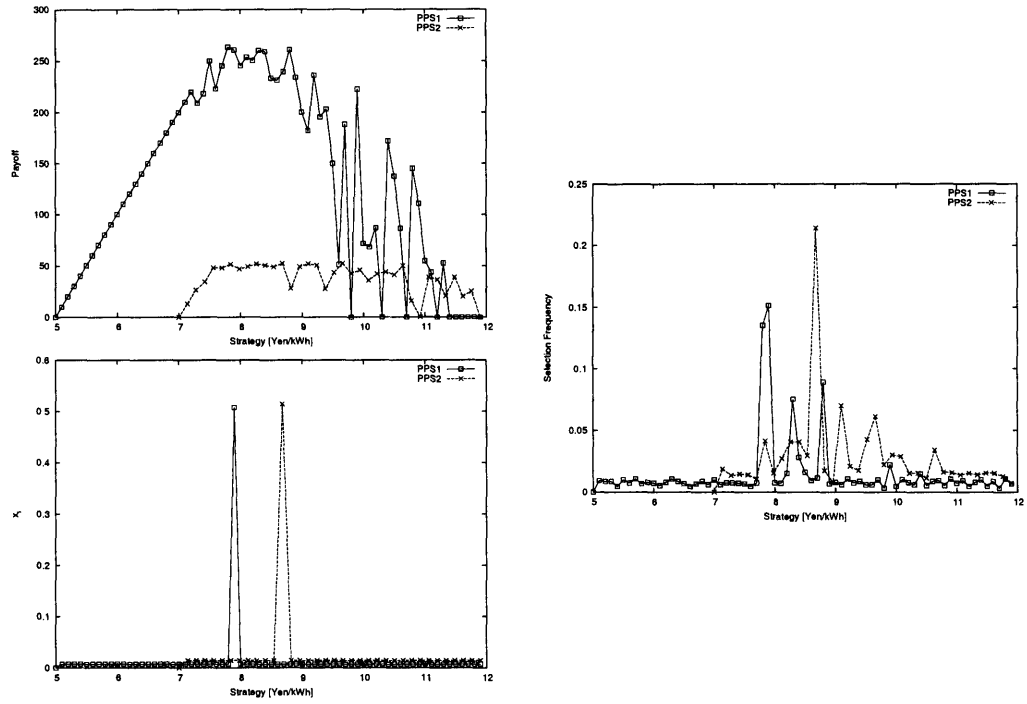 300
250
200
150
100
50
0
Payoff
PPS1
PPS2
5 6 7 8 9 10 11 12
Strategy [Yen/kWh]
0.6
0.5
0.4
0.3
0.2
0.1
0
x_i
PPS1
PPS2
5 6 7 8 9 10 11 12
Strategy [Yen/kWh]
0.25
0.2
0.15
0.1
0.05
0
Selection Frequency
PPS1
PPS2
5 6 7 8 9 10 11 12
Strategy [Yen/kWh]